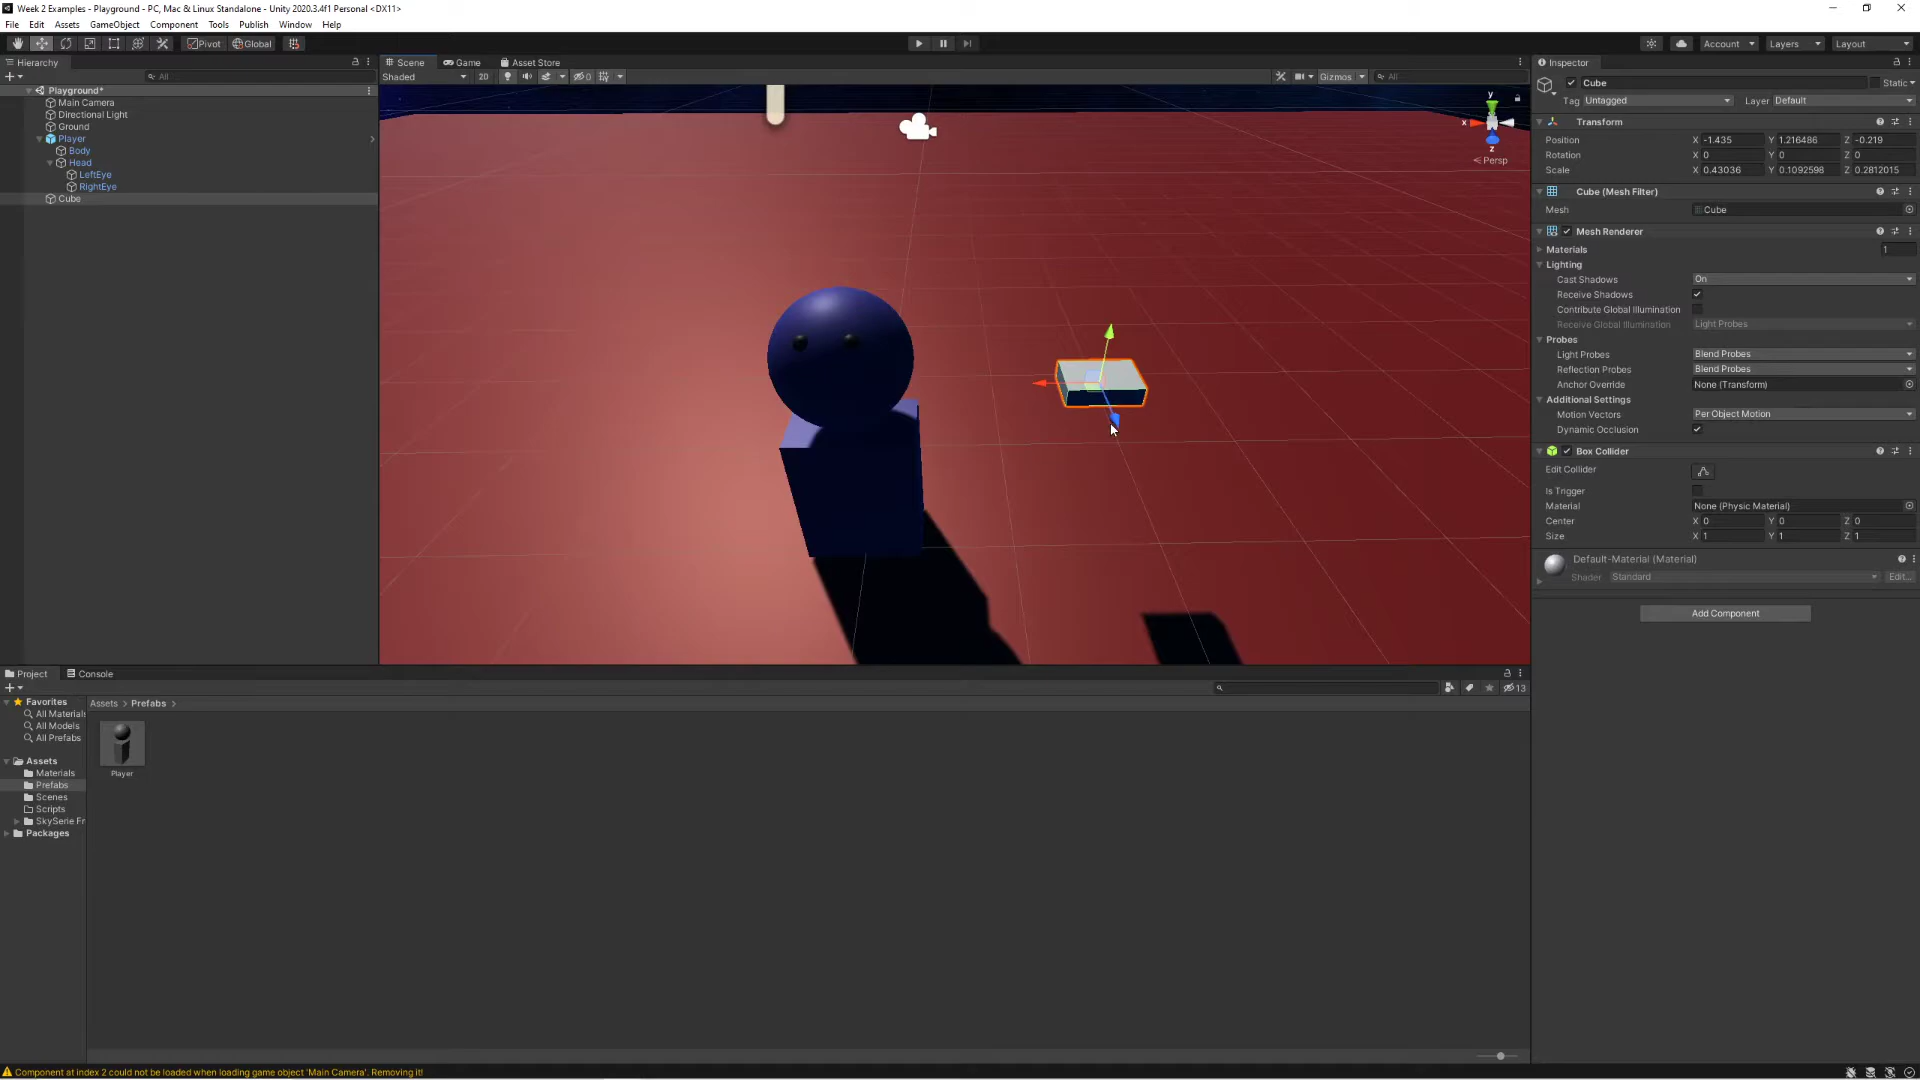 Week 2 Examples - Playground - PC, Mac & Linux Standalone - Unity 2020.3.4f1 Personal <DX11>
File Edit Assets GameObject Component Tools Publish Window Help
Pivot Global Account Layers Layout
Hierarchy
All
Playground*
Main Camera
Directional Light
Ground
Player
Body
Head
LeftEye
RightEye
Cube
Scene Game Asset Store
Shaded 2D 0 Gizmos All
y
x
z
Persp
Inspector
Cube Static
Tag Untagged Layer Default
Transform
Position X -1.435 Y 1.216486 Z -0.219
Rotation X 0 Y 0 Z 0
Scale X 0.43036 Y 0.1092598 Z 0.2812015
Cube (Mesh Filter)
Mesh Cube
Mesh Renderer
Materials 1
Lighting
Cast Shadows On
Receive Shadows
Contribute Global Illumination
Receive Global Illumination Light Probes
Probes
Light Probes Blend Probes
Reflection Probes Blend Probes
Anchor Override None (Transform)
Additional Settings
Motion Vectors Per Object Motion
Dynamic Occlusion
Box Collider
Edit Collider
Is Trigger
Material None (Physic Material)
Center X 0 Y 0 Z 0
Size X 1 Y 1 Z 1
Default-Material (Material)
Shader Standard Edit...
Add Component
Project Console
13
Favorites
All Materials
All Models
All Prefabs
Assets
Materials
Prefabs
Scenes
Scripts
SkySerie Fr
Packages
Assets > Prefabs >
Player
Component at index 2 could not be loaded when loading game object 'Main Camera'. Removing it!